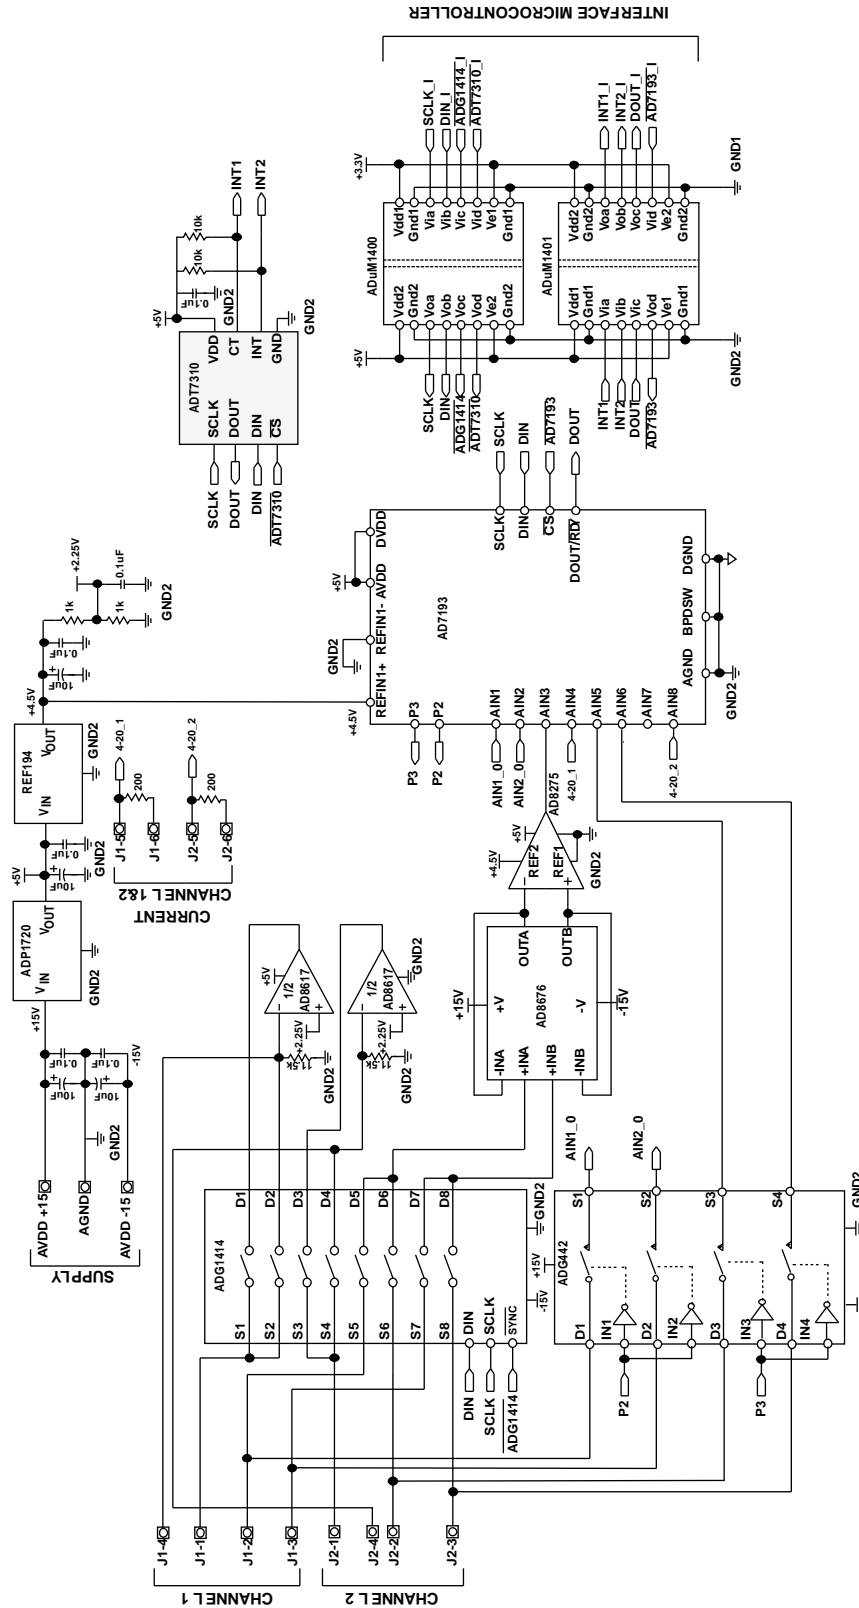 SUPPLY
AVDD +15
AGND
AVDD -15
10uF
10uF
0.1uF
0.1uF
GND2
-15V
+15V
ADP1720
V IN
V OUT
GND2
+5V
10uF
0.1uF
GND2
REF194
V IN
V OUT
GND2
+4.5V
10uF
0.1uF
1k
1k
+2.25V
0.1uF
GND2
CURRENT
CHANNEL 1&2
J1-5
J1-6
J2-5
J2-6
200
200
4-20_1
4-20_2
ADT7310
SCLK
DOUT
DIN
CS
VDD
CT
INT
GND
SCLK
DOUT
DIN
ADT7310
+5V
0.1uF
GND2
10k
10k
GND2
INT1
INT2
CHANNEL 1
J1-4
J1-1
J1-2
J1-3
CHANNEL 2
J2-1
J2-4
J2-2
J2-3
ADG1414
S1
S2
S3
S4
S5
S6
S7
S8
D1
D2
D3
D4
D5
D6
D7
D8
DIN
SCLK
SYNC
DIN
SCLK
ADG1414
-15V
GND2
+5V
1/2
AD8617
+2.25V
11.5k
GND2
1/2
AD8617
GND2
+2.25V
11.5k
GND2
+15V
ADG442
D1
IN1
D2
IN2
D3
IN3
D4
IN4
S1
S2
S3
S4
P2
P3
AIN1_0
AIN2_0
GND2
AD8676
-INA
+INA
+INB
-INB
+V
-V
OUTA
OUTB
+15V
-15V
AD8275
REF2
REF1
+4.5V
+5V
GND2
AD7193
REFIN1+
REFIN1-
AVDD
DVDD
+4.5V
GND2
+5V
P3
P2
AIN1
AIN2
AIN3
AIN4
AIN5
AIN6
AIN7
AIN8
P3
P2
AIN1_0
AIN2_0
4-20_1
4-20_2
AGND
BPDSW
DGND
GND2
SCLK
DIN
CS
DOUT/RD/
SCLK
DIN
AD7193
DOUT
ADuM1400
Vdd2
Gnd2
Voa
Vob
Voc
Vod
Ve2
Gnd2
Vdd1
Gnd1
Via
Vib
Vic
Vid
Ve1
Gnd1
+5V
SCLK
DIN
ADG1414
ADT7310
+3.3V
SCLK_I
DIN_I
ADG1414_I
ADT7310_I
ADuM1401
Vdd1
Gnd1
Via
Vib
Vic
Vod
Ve1
Gnd1
Vdd2
Gnd2
Voa
Vob
Voc
Vid
Ve2
Gnd2
INT1
INT2
DOUT
AD7193
GND2
INT1_I
INT2_I
DOUT_I
AD7193_I
GND1
INTERFACE MICROCONTROLLER